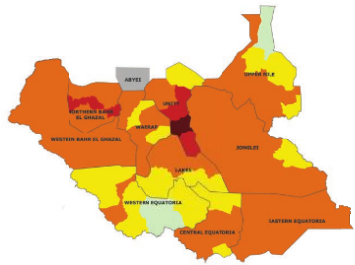 ABYEI
UPPER NILE
UNITY
NORTHERN BAHR
EL GHAZAL
WARRAP
WESTERN BAHR EL GHAZAL
JONGLEI
LAKES
WESTERN EQUATORIA
EASTERN EQUATORIA
CENTRAL EQUATORIA